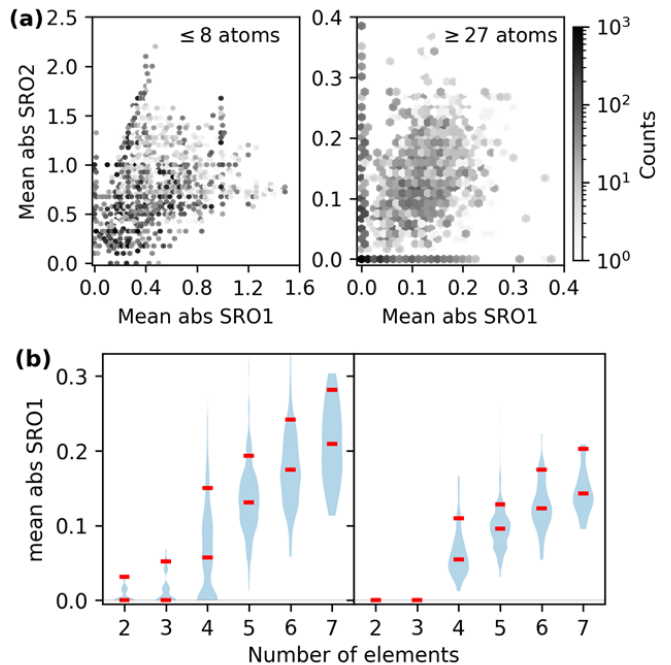 (a)
≤ 8 atoms
≥ 27 atoms
Mean abs SRO2
2.5
2.0
1.5
1.0
0.5
0.0
0.0 0.4 0.8 1.2 1.6
Mean abs SRO1
0.4
0.3
0.2
0.1
0.0
0.0 0.1 0.2 0.3 0.4
Mean abs SRO1
10³
10²
10¹
10⁰
Counts
(b)
mean abs SRO1
0.3
0.2
0.1
0.0
2 3 4 5 6 7 2 3 4 5 6 7
Number of elements